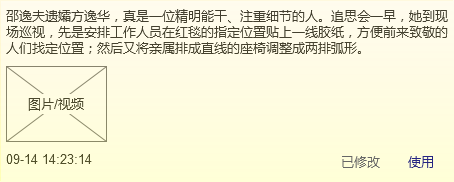 邵逸夫遗孀方逸华，真是一位精明能干、注重细节的人。追思会一早，她到现
场巡视，先是安排工作人员在红毯的指定位置贴上一线胶纸，方便前来致敬的
人们找定位置；然后又将亲属排成直线的座椅调整成两排弧形。
图片/视频
09-14 14:23:14 已修改 使用